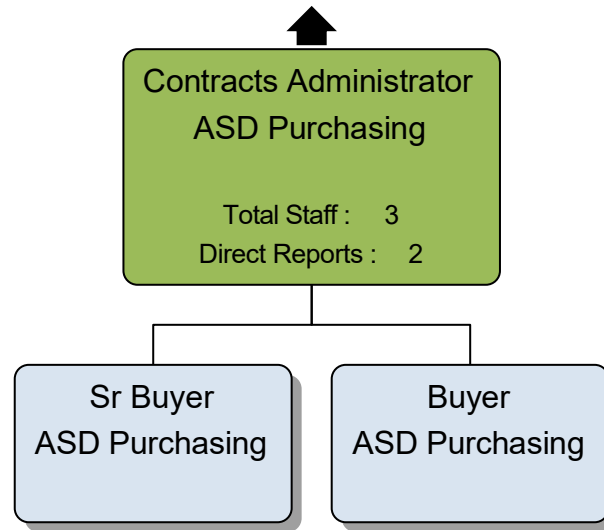 Contracts Administrator
ASD Purchasing
Total Staff : 3
Direct Reports : 2
Sr Buyer
ASD Purchasing
Buyer
ASD Purchasing